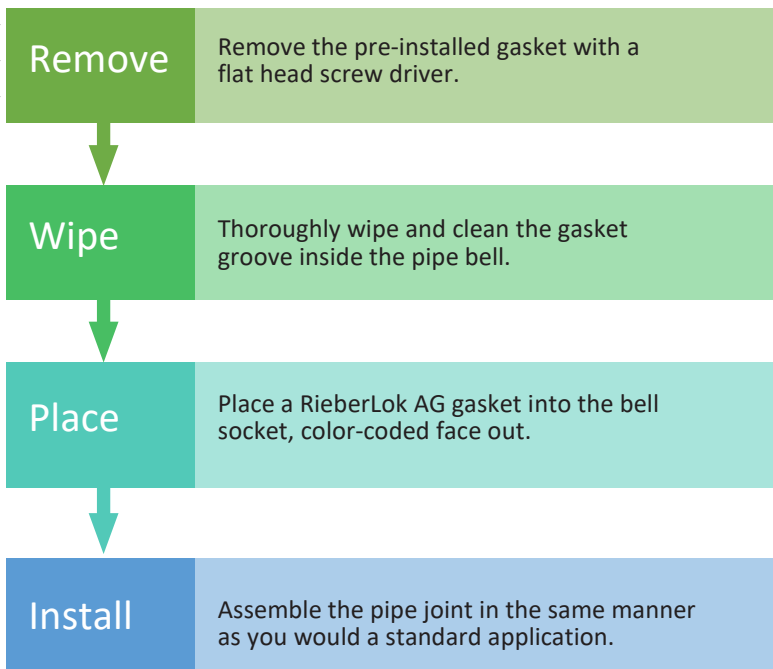 Remove
Remove the pre-installed gasket with a
flat head screw driver.
Wipe
Thoroughly wipe and clean the gasket
groove inside the pipe bell.
Place
Place a RieberLok AG gasket into the bell
socket, color-coded face out.
Install
Assemble the pipe joint in the same manner
as you would a standard application.